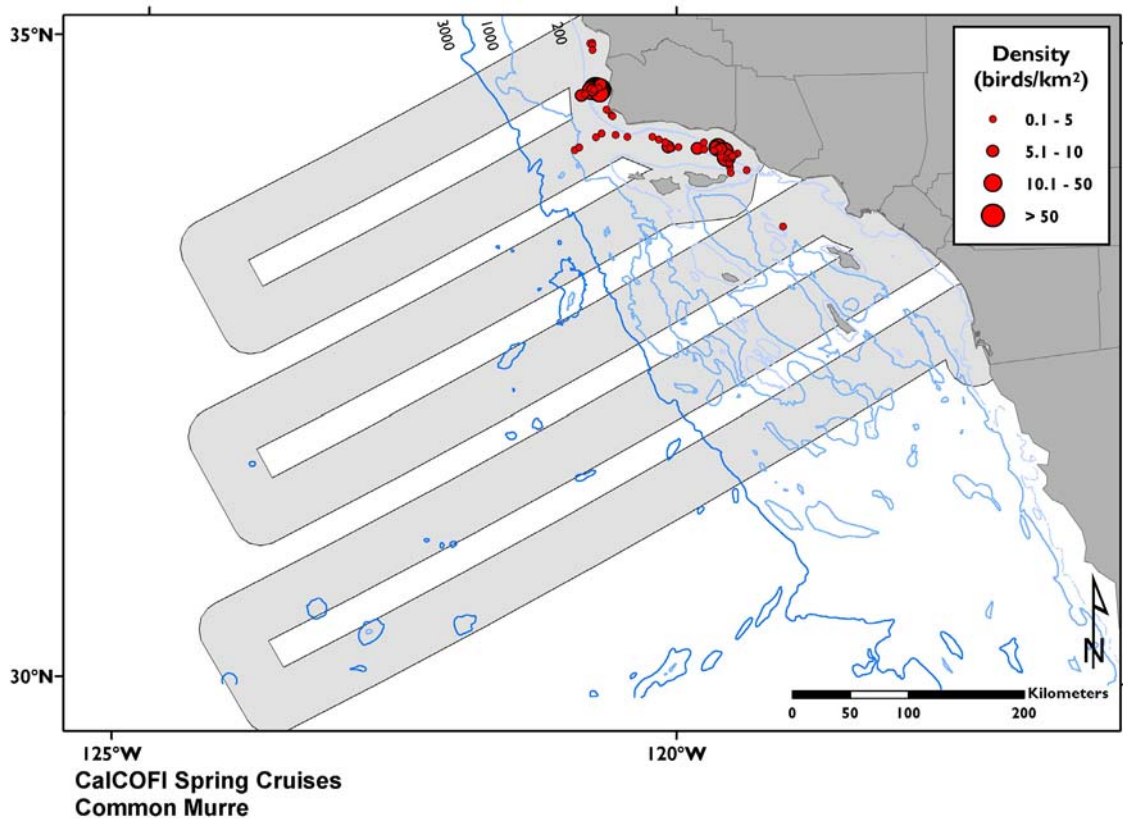 35°N
3000
1000
200
Density
(birds/km²)
0.1 - 5
5.1 - 10
10.1 - 50
> 50
30°N
N
Kilometers
0 50 100 200
125°W 120°W
CalCOFI Spring Cruises
Common Murre